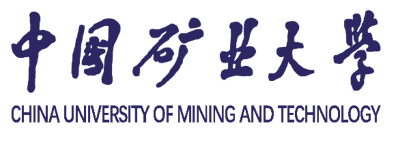 中国矿业大学
CHINA UNIVERSITY OF MINING AND TECHNOLOGY